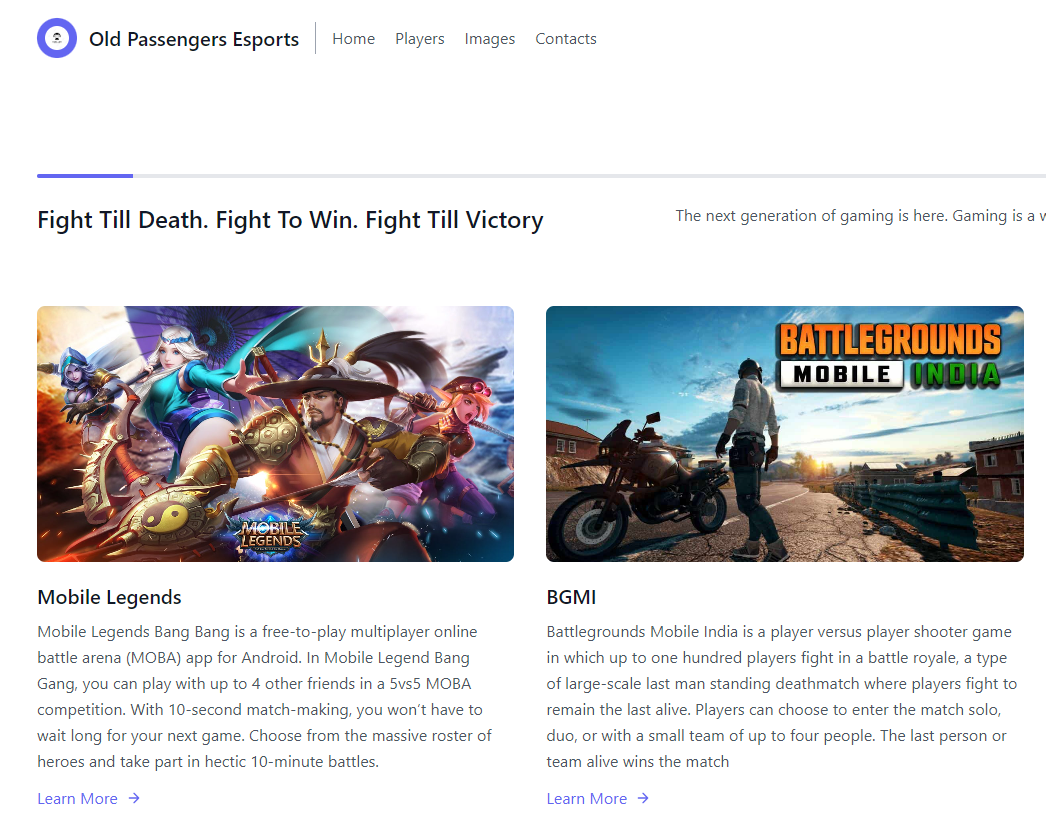 Old Passengers Esports
Home Players Images Contacts
Fight Till Death. Fight To Win. Fight Till Victory
The next generation of gaming is here. Gaming is a
MOBILE
LEGENDS
BATTLEGROUNDS
MOBILE INDIA
Mobile Legends
Mobile Legends Bang Bang is a free-to-play multiplayer online
battle arena (MOBA) app for Android. In Mobile Legend Bang
Gang, you can play with up to 4 other friends in a 5vs5 MOBA
competition. With 10-second match-making, you won't have to
wait long for your next game. Choose from the massive roster of
heroes and take part in hectic 10-minute battles.
Learn More →
BGMI
Battlegrounds Mobile India is a player versus player shooter game
in which up to one hundred players fight in a battle royale, a type
of large-scale last man standing deathmatch where players fight to
remain the last alive. Players can choose to enter the match solo,
duo, or with a small team of up to four people. The last person or
team alive wins the match
Learn More →